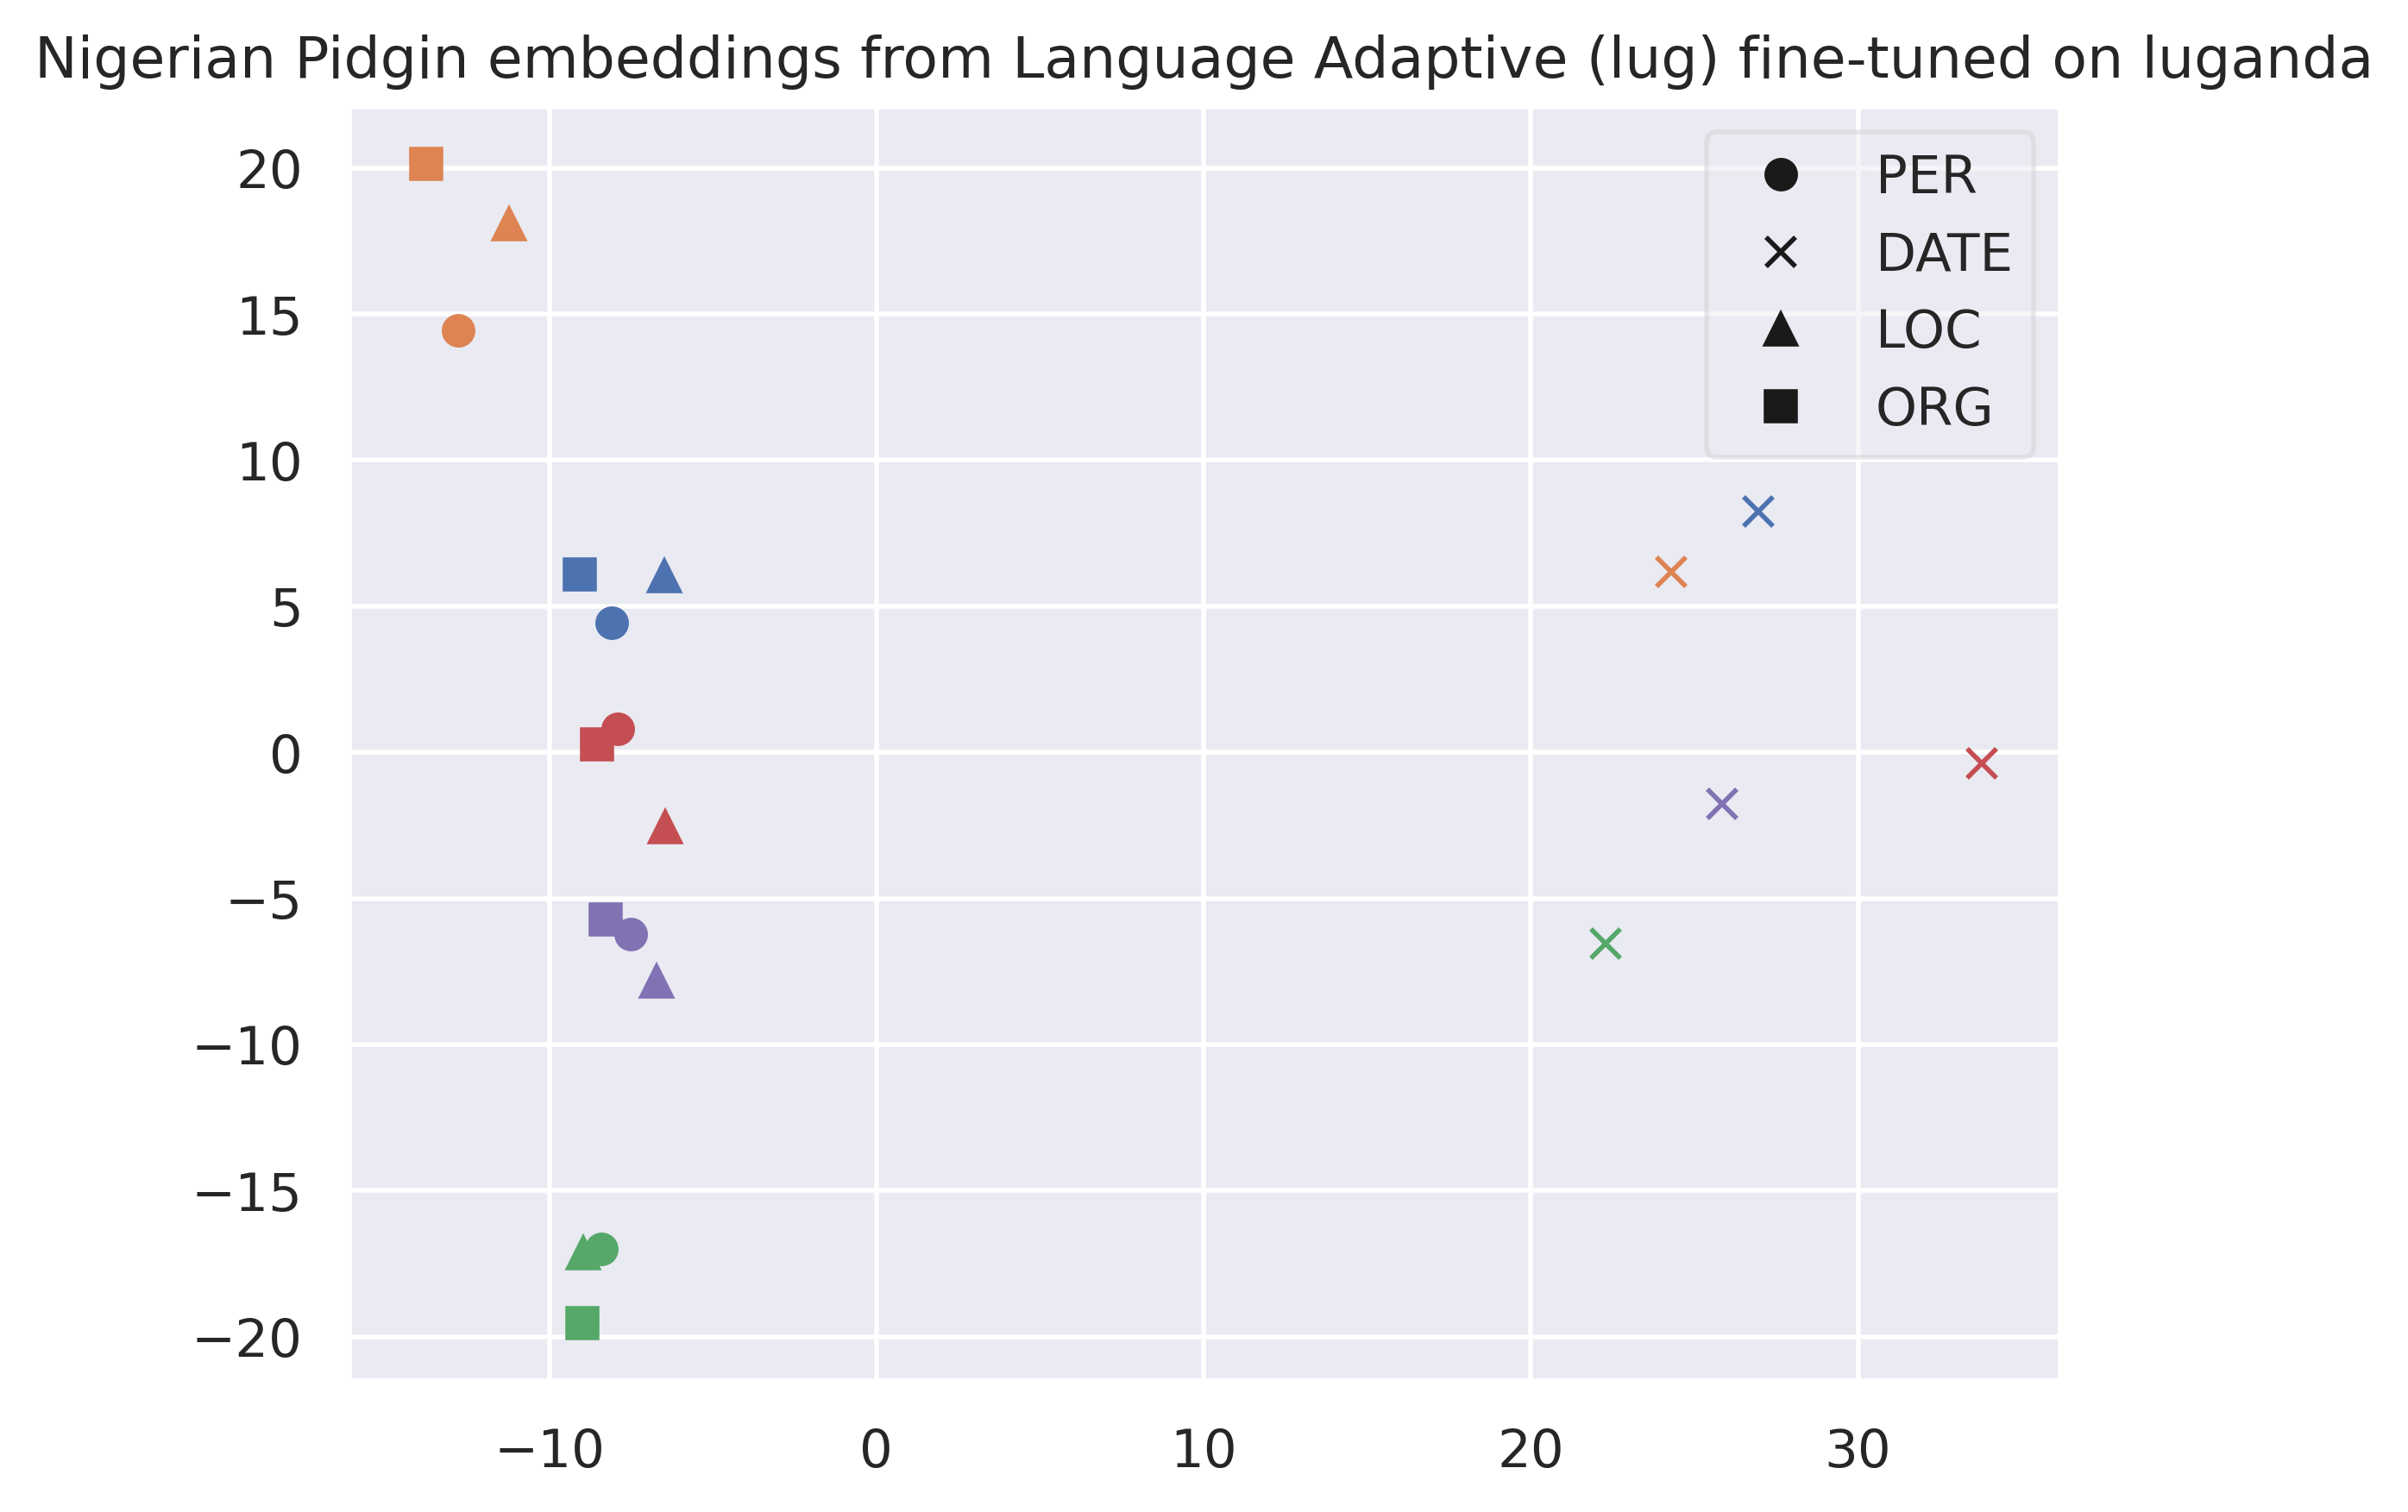 Nigerian Pidgin embeddings from Language Adaptive (lug) fine-tuned on luganda
20
15
10
5
0
−5
−10
−15
−20
PER
DATE
LOC
ORG
−10 0 10 20 30